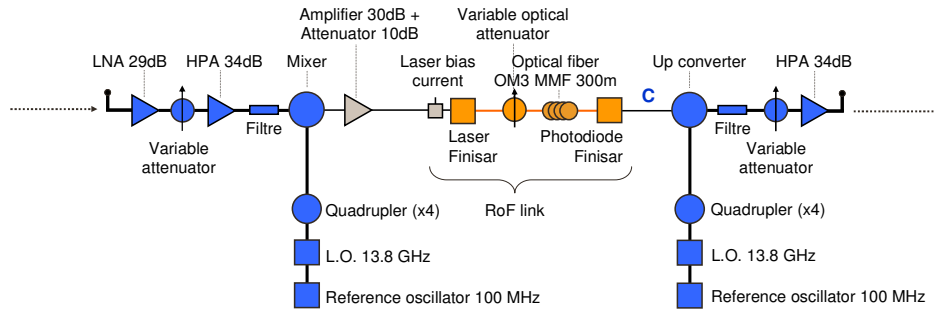 Amplifier 30dB +
Attenuator 10dB
Variable optical
attenuator
LNA 29dB
HPA 34dB
Mixer
Laser bias
current
Optical fiber
OM3 MMF 300m
Up converter
HPA 34dB
C
Filtre
Variable
attenuator
Laser
Finisar
Photodiode
Finisar
Filtre
Variable
attenuator
RoF link
Quadrupler (x4)
Quadrupler (x4)
L.O. 13.8 GHz
L.O. 13.8 GHz
Reference oscillator 100 MHz
Reference oscillator 100 MHz